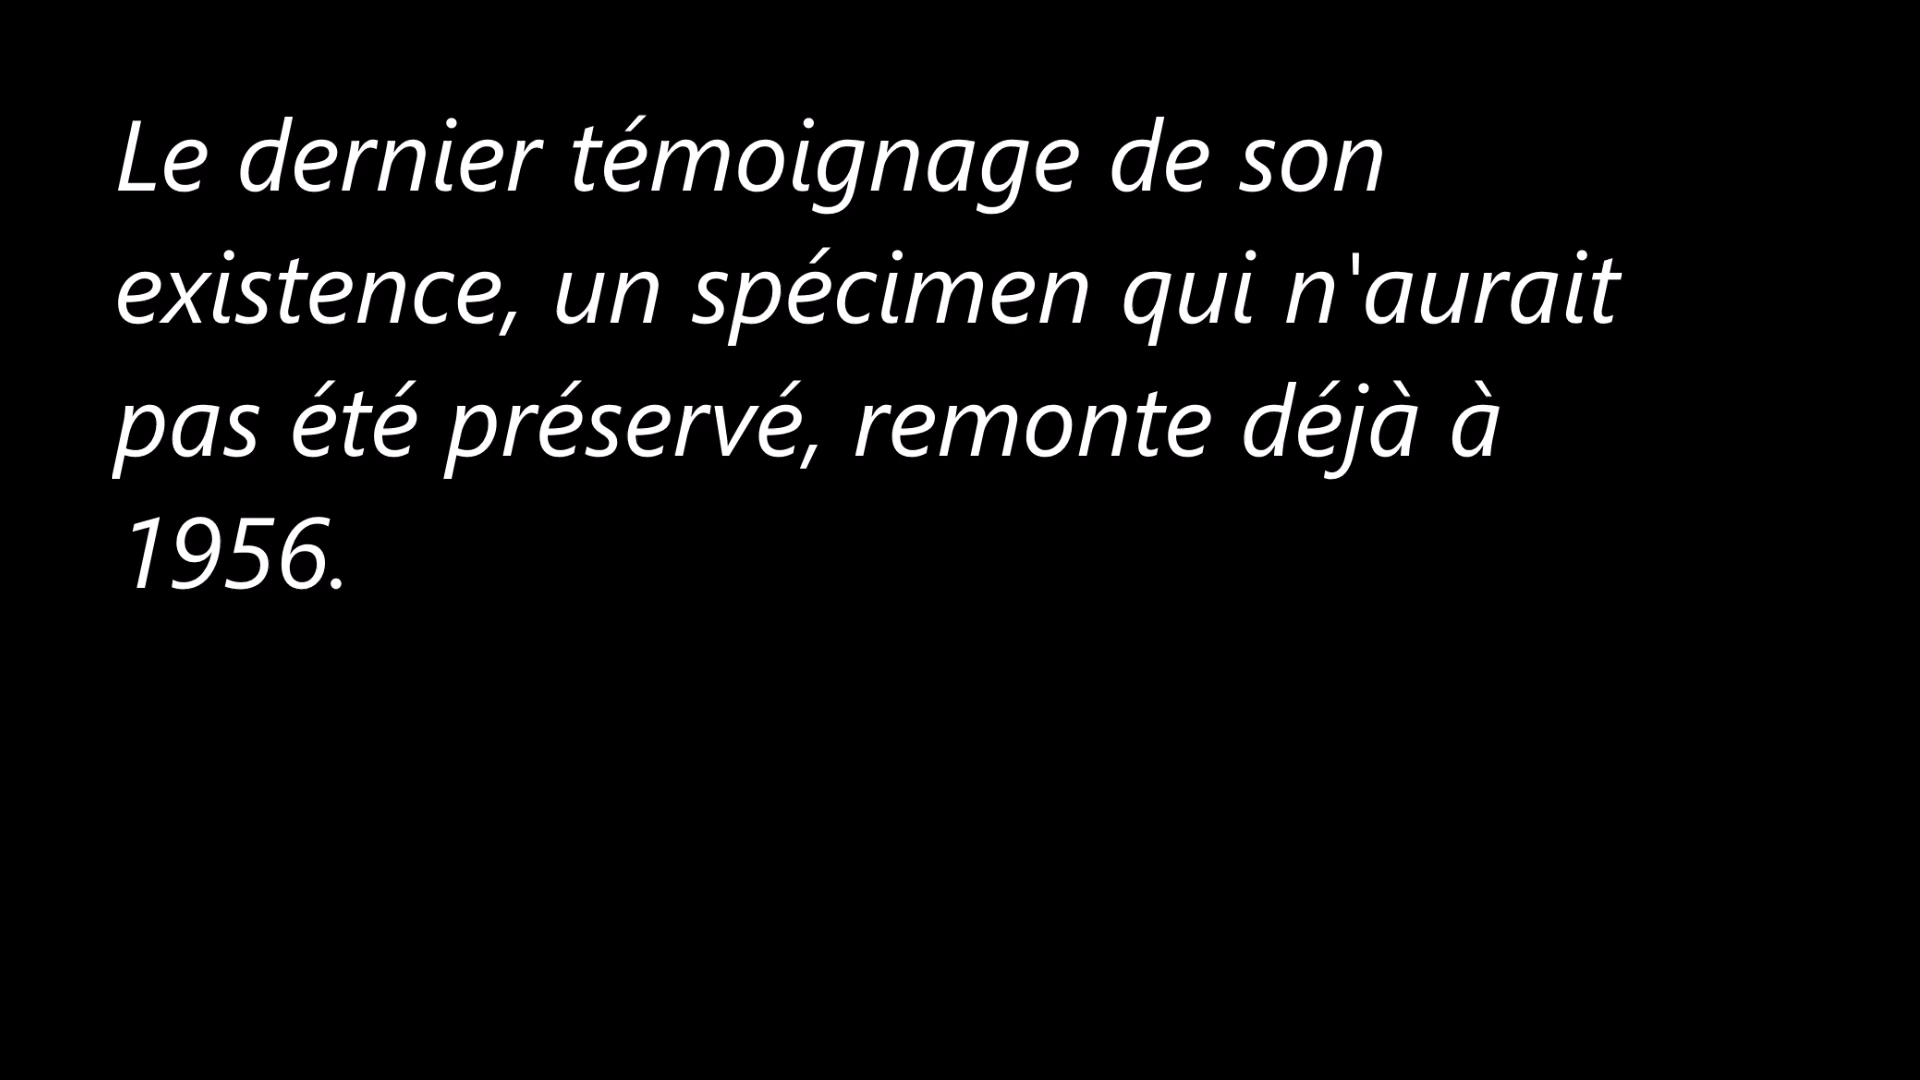 Le dernier témoignage de son
existence, un spécimen qui n'aurait
pas été préservé, remonte déjà à
1956.